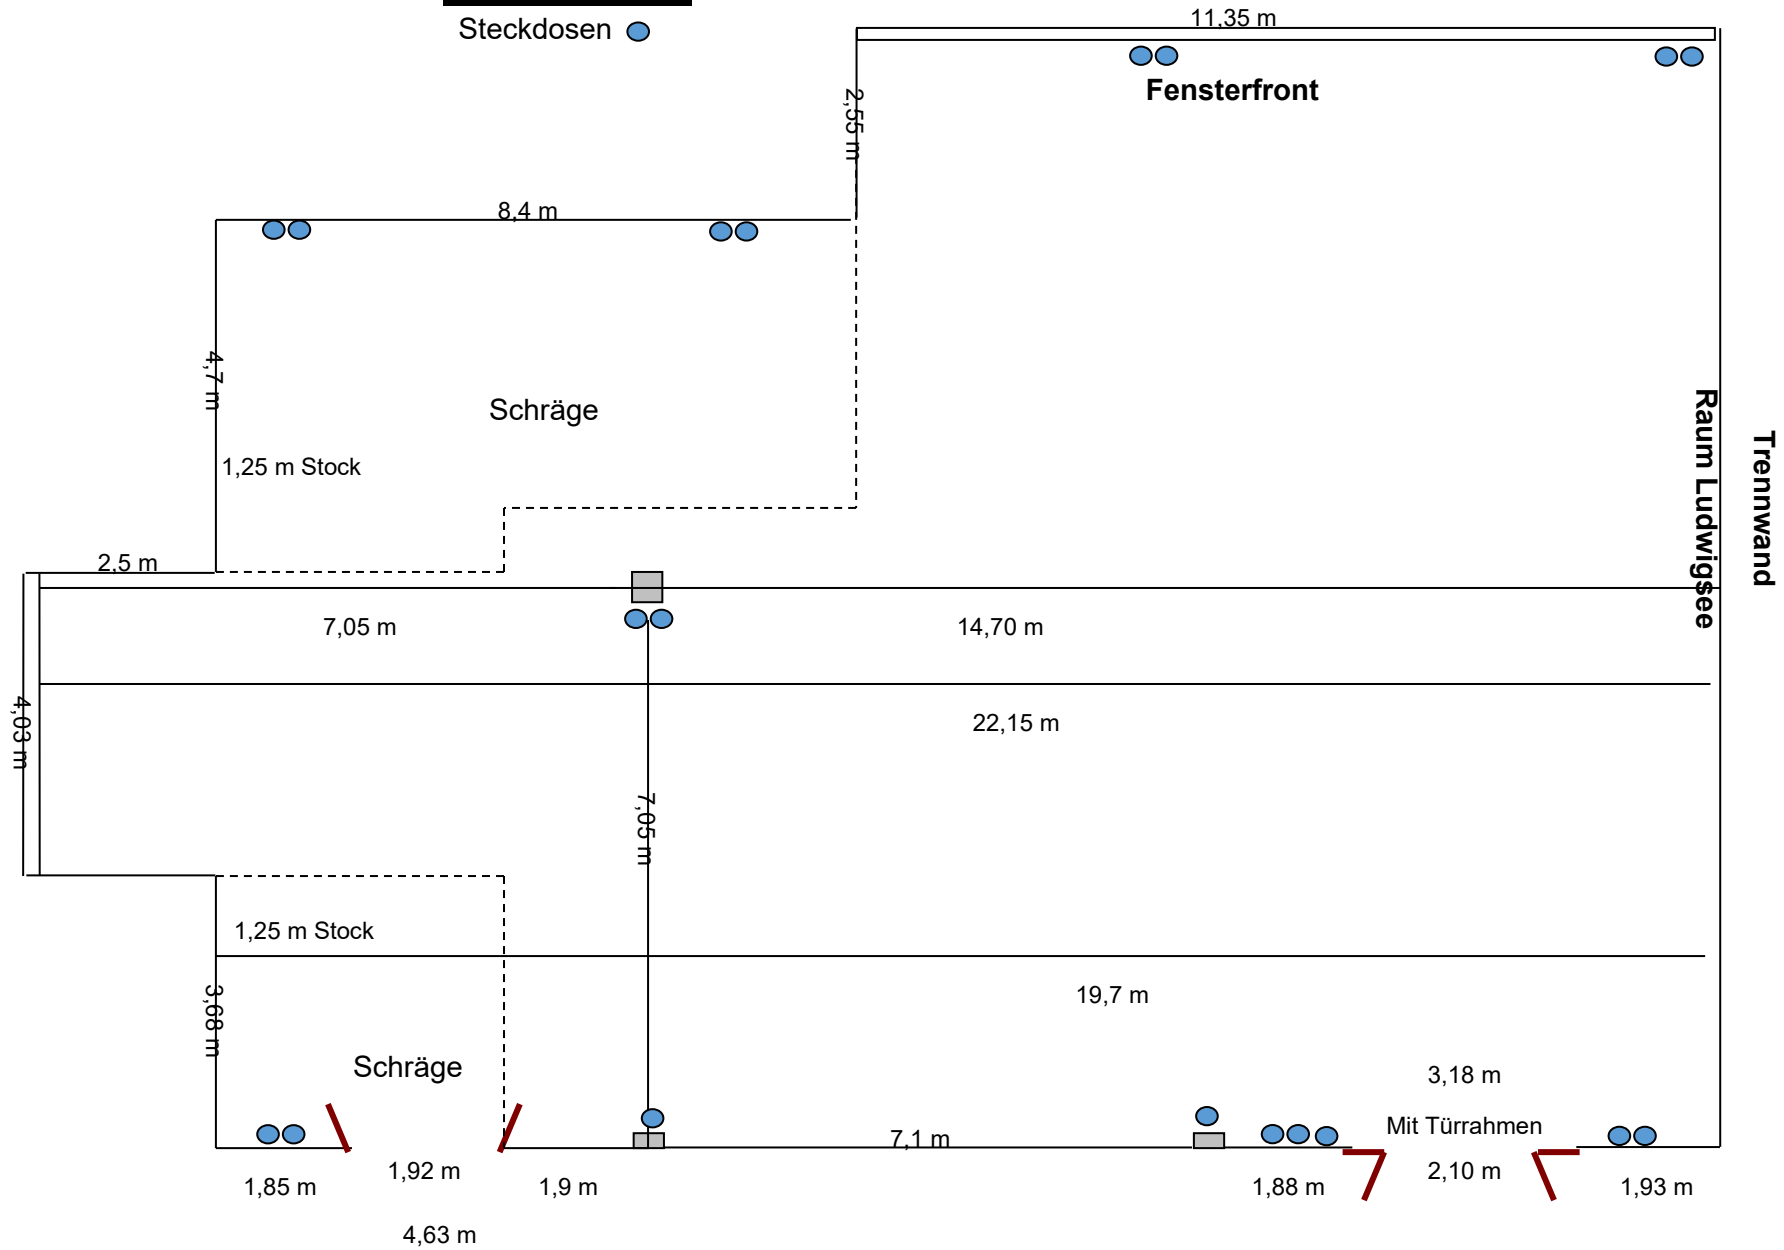 Steckdosen
11,35 m
Fensterfront
2,55 m
8,4 m
4,7 m
Schräge
1,25 m Stock
Raum Ludwigsee
Trennwand
2,5 m
7,05 m
14,70 m
4,03 m
22,15 m
7,05 m
1,25 m Stock
3,68 m
19,7 m
Schräge
3,18 m
Mit Türrahmen
7,1 m
1,92 m
2,10 m
1,85 m
1,9 m
1,88 m
1,93 m
4,63 m